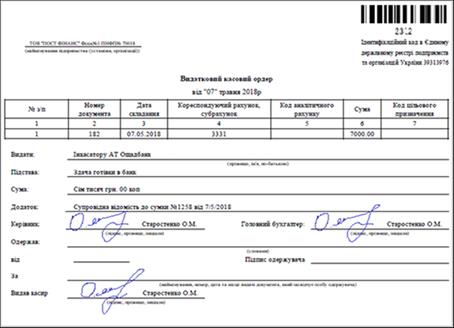 2312
ТОВ "ПОСТ ФІНАНС" Філія№1 ПНФП№ 70018
(найменування підприємства (установи, організації))
Ідентифікаційний код в Єдиному
державному реєстрі підприємств
та організацій України 39313976
Видатковий касовий ордер
від "07" травня 2018р
№ з/п Номер документа Дата складання Кореспондуючий рахунок, субрахунок Код аналітичного рахунку Сума Код цільового призначення
1 2 3 4 5 6 7
1 182 07.05.2018 3331 7000.00
Видати: Інкасатору АТ Ощадбанк
(прізвище, ім'я, по-батькові)
Підстава: Здача готівки в банк
Сума: Сім тисяч грн. 00 коп
Додаток: Супровідна відомість до сумки №1258 від 7/5/2018
Керівник: Старостенко О.М. Головний бухгалтер: Старостенко О.М.
(підпис, прізвище, ініціали) (підпис, прізвище, ініціали)
Одержав:
(словами)
від Підпис одержувача
За
(найменування, номер, дата та місце видачі документа, який засвідчує особу одержувача)
Видав касир Старостенко О.М.
(підпис, прізвище, ініціали)